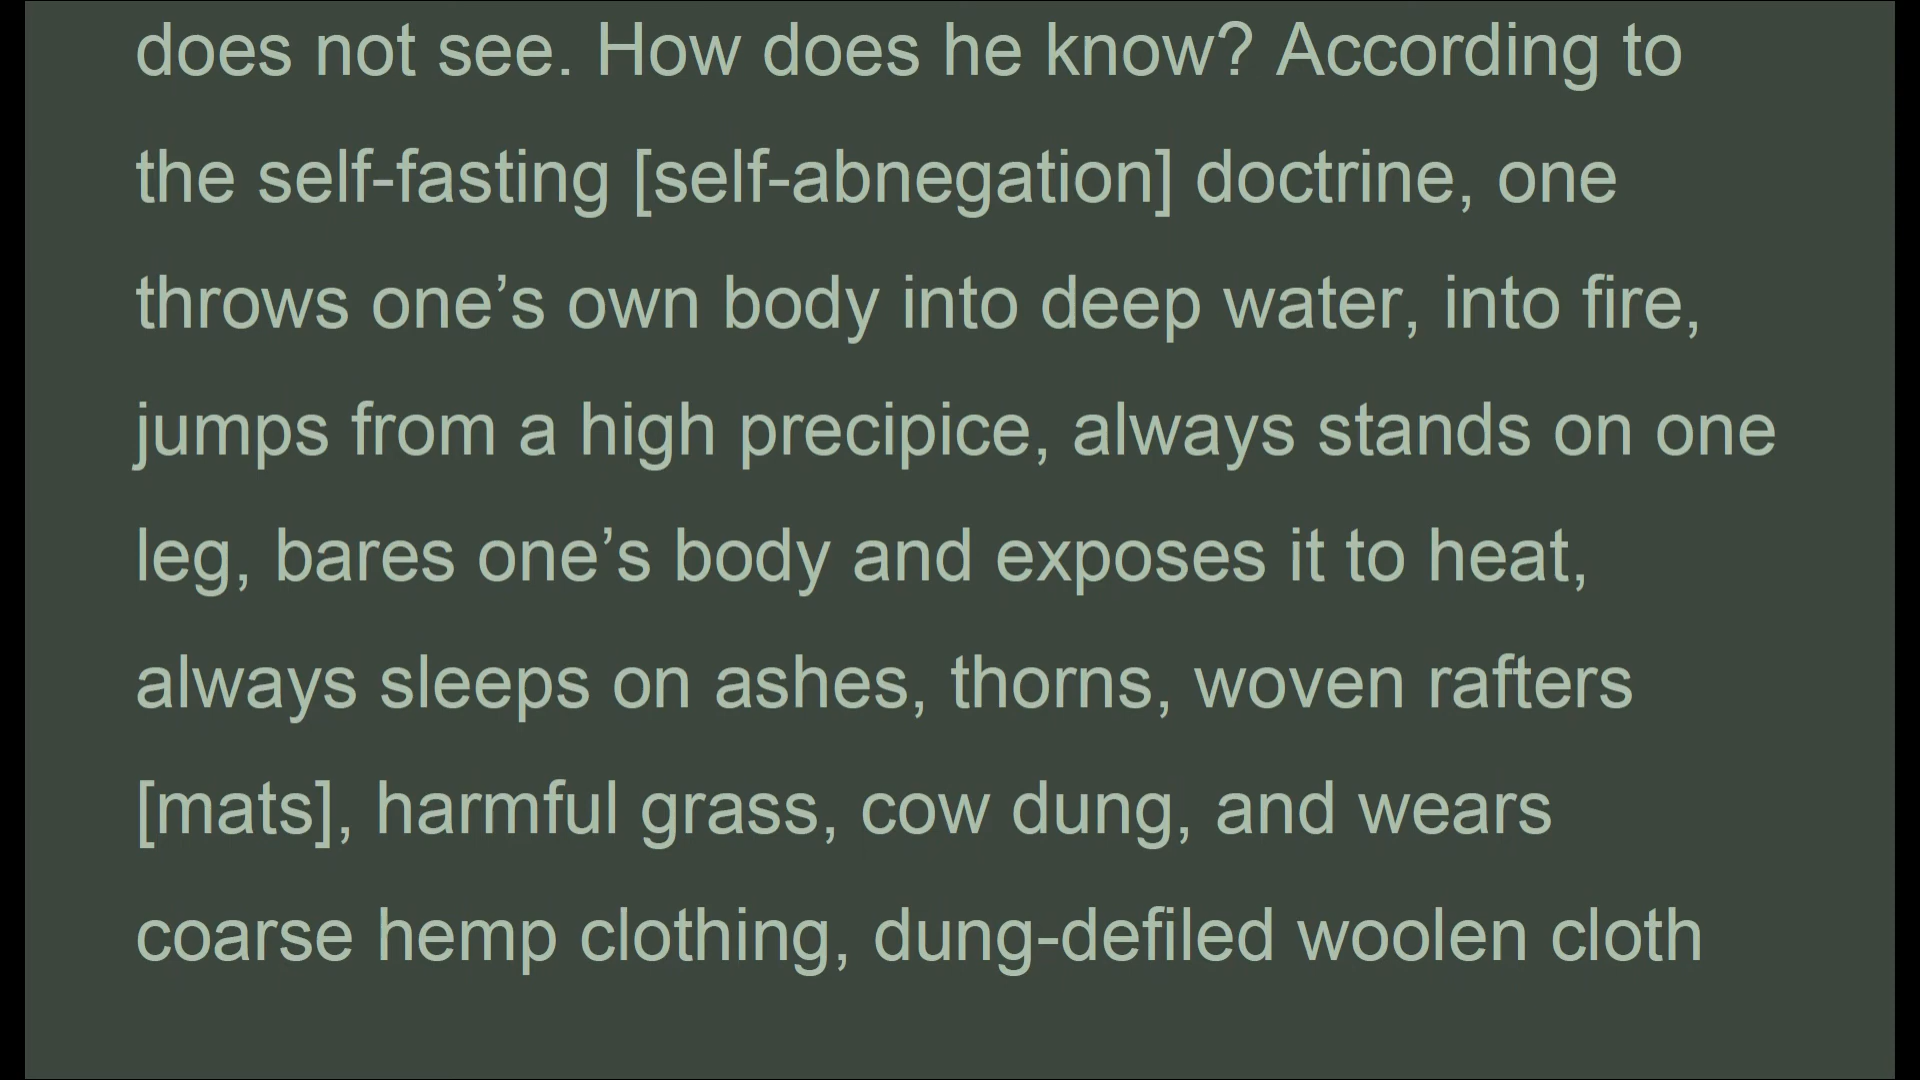 does not see. How does he know? According to
the self-fasting [self-abnegation] doctrine, one
throws one’s own body into deep water, into fire,
jumps from a high precipice, always stands on one
leg, bares one’s body and exposes it to heat,
always sleeps on ashes, thorns, woven rafters
[mats], harmful grass, cow dung, and wears
coarse hemp clothing, dung-defiled woolen cloth